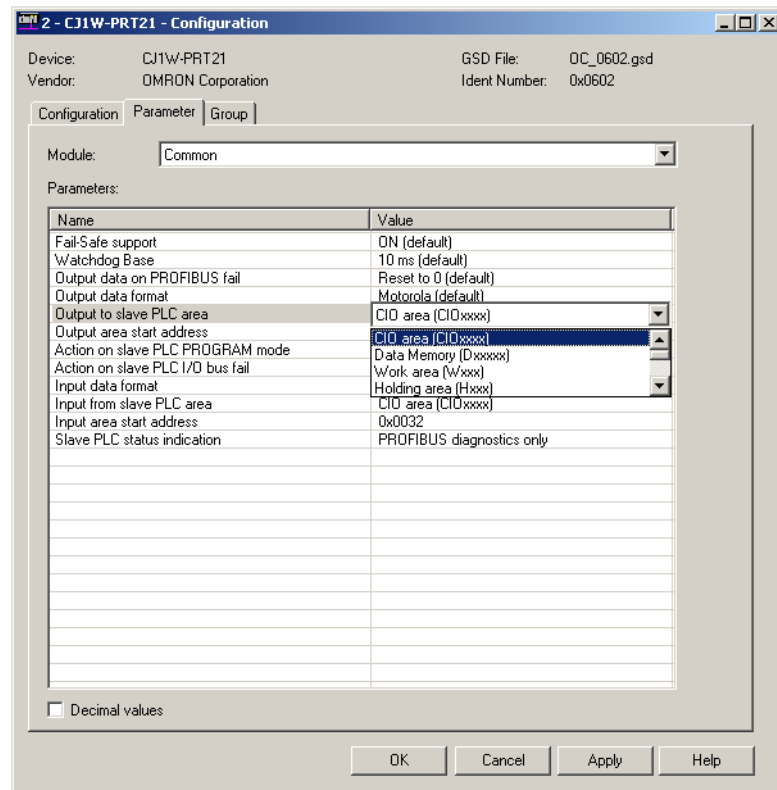 2 - CJ1W-PRT21 - Configuration
Device: CJ1W-PRT21 GSD File: OC_0602.gsd
Vendor: OMRON Corporation Ident Number: 0x0602
Configuration Parameter Group
Module: Common
Parameters:
Name Value
Fail-Safe support ON (default)
Watchdog Base 10 ms (default)
Output data on PROFIBUS fail Reset to 0 (default)
Output data format Motorola (default)
Output to slave PLC area CIO area (CIOxxxx)
Output area start address CIO area (CIOxxxx)
Action on slave PLC PROGRAM mode Data Memory (Dxxxxx)
Action on slave PLC I/O bus fail Work area (Wxxx)
Input data format Holding area (Hxxx)
Input from slave PLC area CIO area (CIOxxxx)
Input area start address 0x0032
Slave PLC status indication PROFIBUS diagnostics only
Decimal values
OK Cancel Apply Help